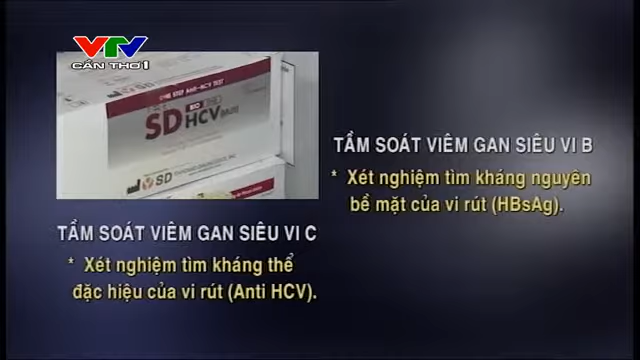 VTV
CẦN THƠ 1
ONE STEP ANTI-HCV TEST
SD BIO
HCV
SD
TẦM SOÁT VIÊM GAN SIÊU VI B
* Xét nghiệm tìm kháng nguyên
bề mặt của vi rút (HBsAg).
TẦM SOÁT VIÊM GAN SIÊU VI C
* Xét nghiệm tìm kháng thể
đặc hiệu của vi rút (Anti HCV).